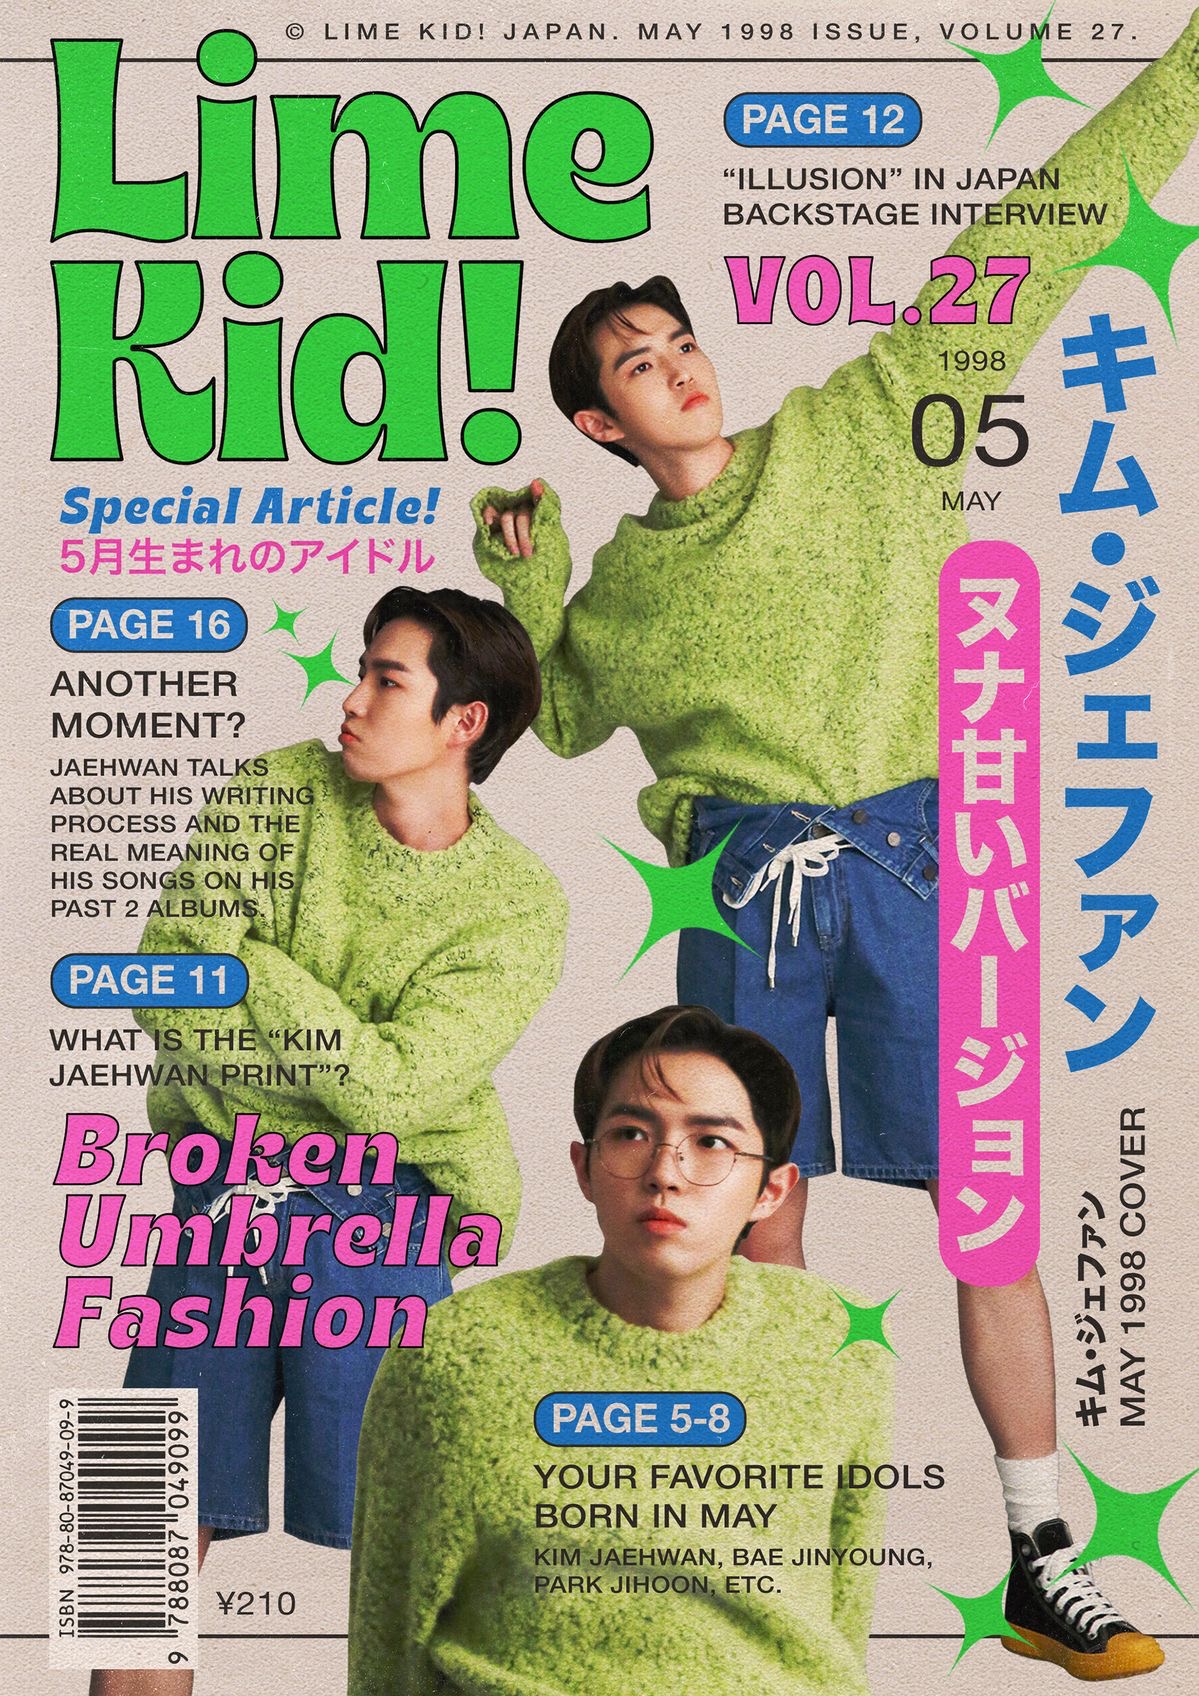 © LIME KID! JAPAN. MAY 1998 ISSUE, VOLUME 27.
Lime
Kid!
PAGE 12
“ILLUSION” IN JAPAN
BACKSTAGE INTERVIEW
VOL.27
1998
05
MAY
キム・ジェファン
ヌナ甘いバージョン
Special Article!
5月生まれのアイドル
PAGE 16
ANOTHER
MOMENT?
JAEHWAN TALKS
ABOUT HIS WRITING
PROCESS AND THE
REAL MEANING OF
HIS SONGS ON HIS
PAST 2 ALBUMS.
PAGE 11
WHAT IS THE “KIM
JAEHWAN PRINT”?
Broken
Umbrella
Fashion
キム・ジェファン
MAY 1998 COVER
PAGE 5-8
YOUR FAVORITE IDOLS
BORN IN MAY
KIM JAEHWAN, BAE JINYOUNG,
PARK JIHOON, ETC.
ISBN 978-80-87049-09-9
9 788087 049099
¥210